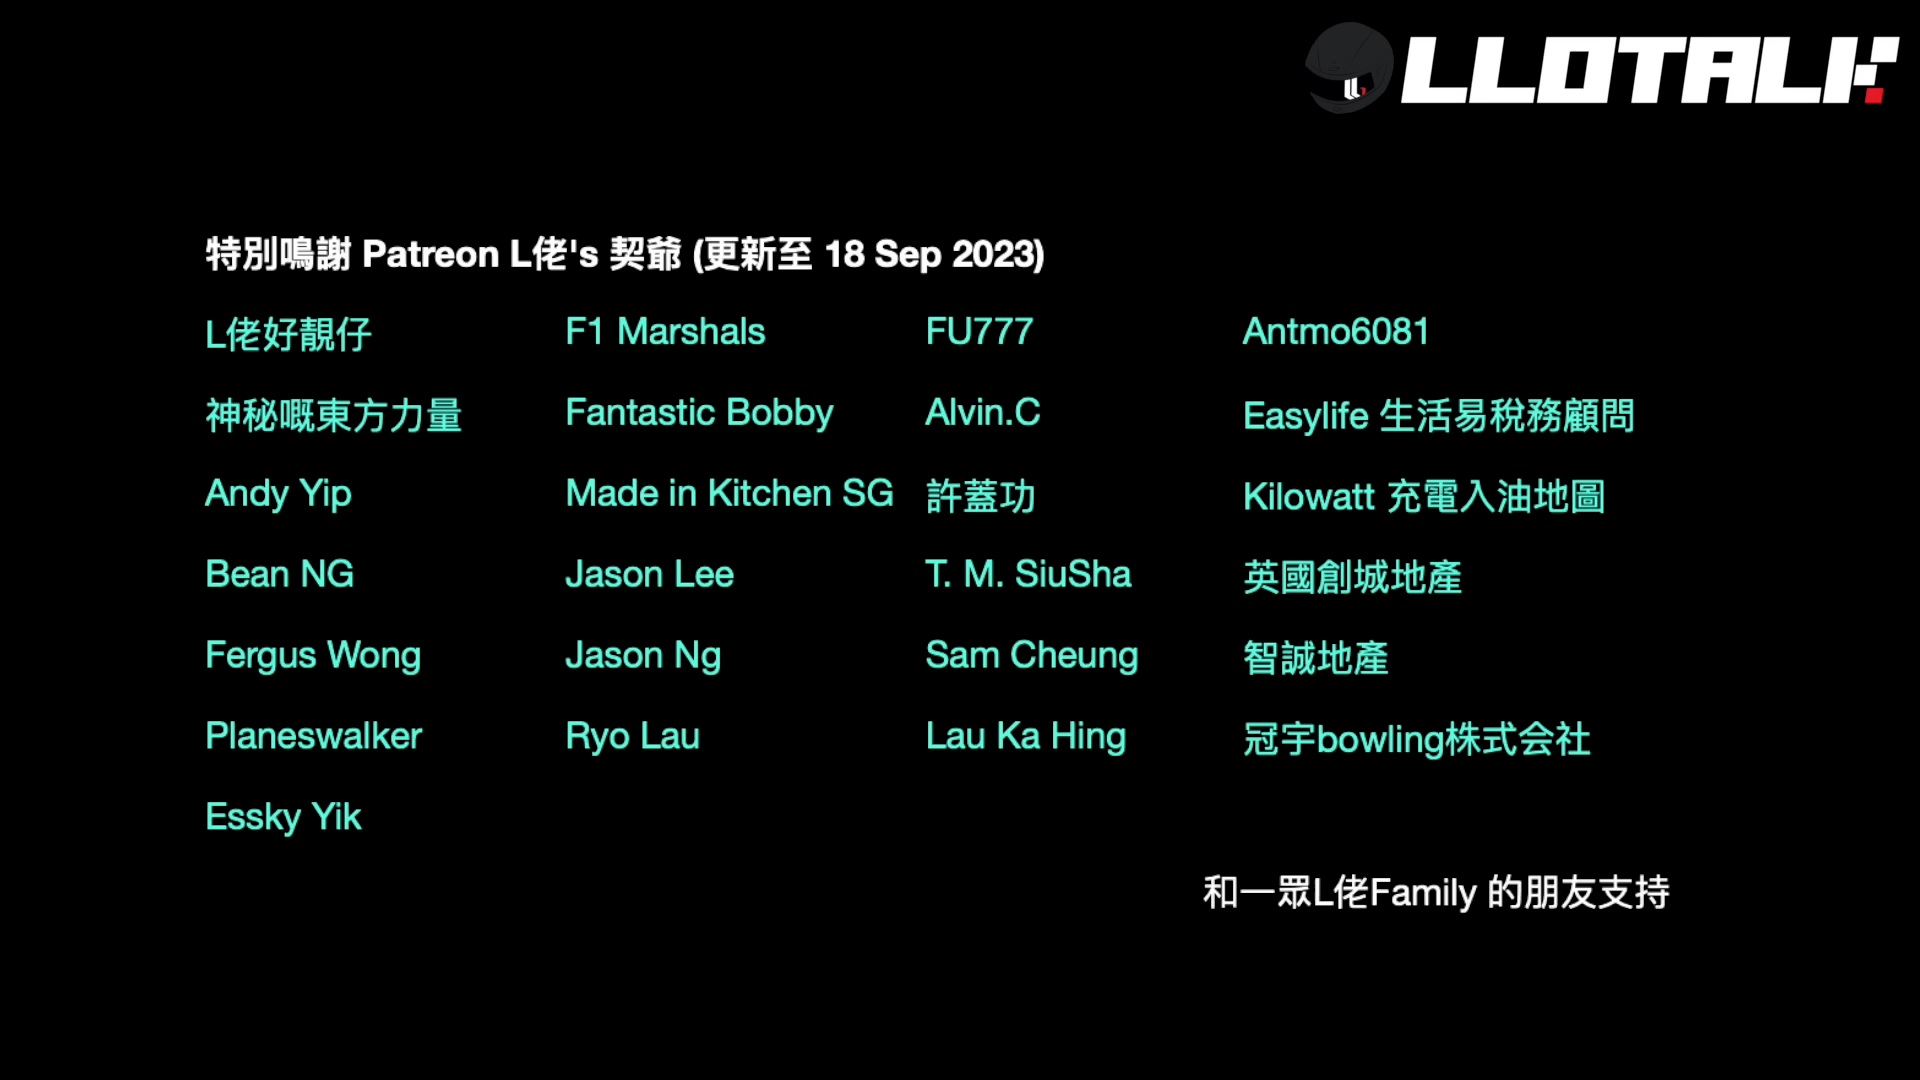 LLOTALK
特別鳴謝 Patreon L佬's 契爺 (更新至 18 Sep 2023)
L佬好靚仔 F1 Marshals FU777 Antmo6081
神秘嘅東方力量 Fantastic Bobby Alvin.C Easylife 生活易稅務顧問
Andy Yip Made in Kitchen SG 許蓋功 Kilowatt 充電入油地圖
Bean NG Jason Lee T. M. SiuSha 英國創城地產
Fergus Wong Jason Ng Sam Cheung 智誠地產
Planeswalker Ryo Lau Lau Ka Hing 冠宇bowling株式会社
Essky Yik
和一眾L佬Family 的朋友支持